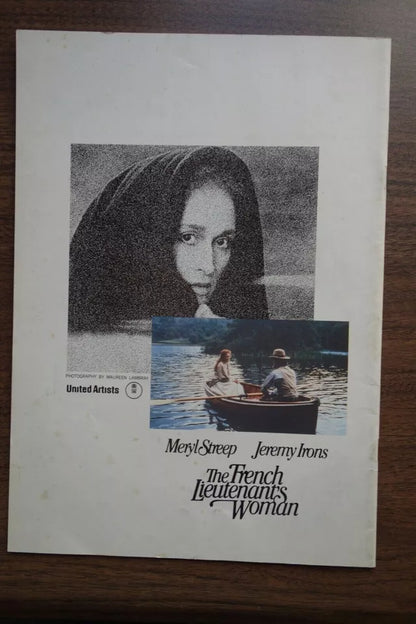 PHOTOGRAPHY BY MAUREEN LAMBRAY
United Artists
Meryl Streep Jeremy Irons
The French
Lieutenant's
Woman